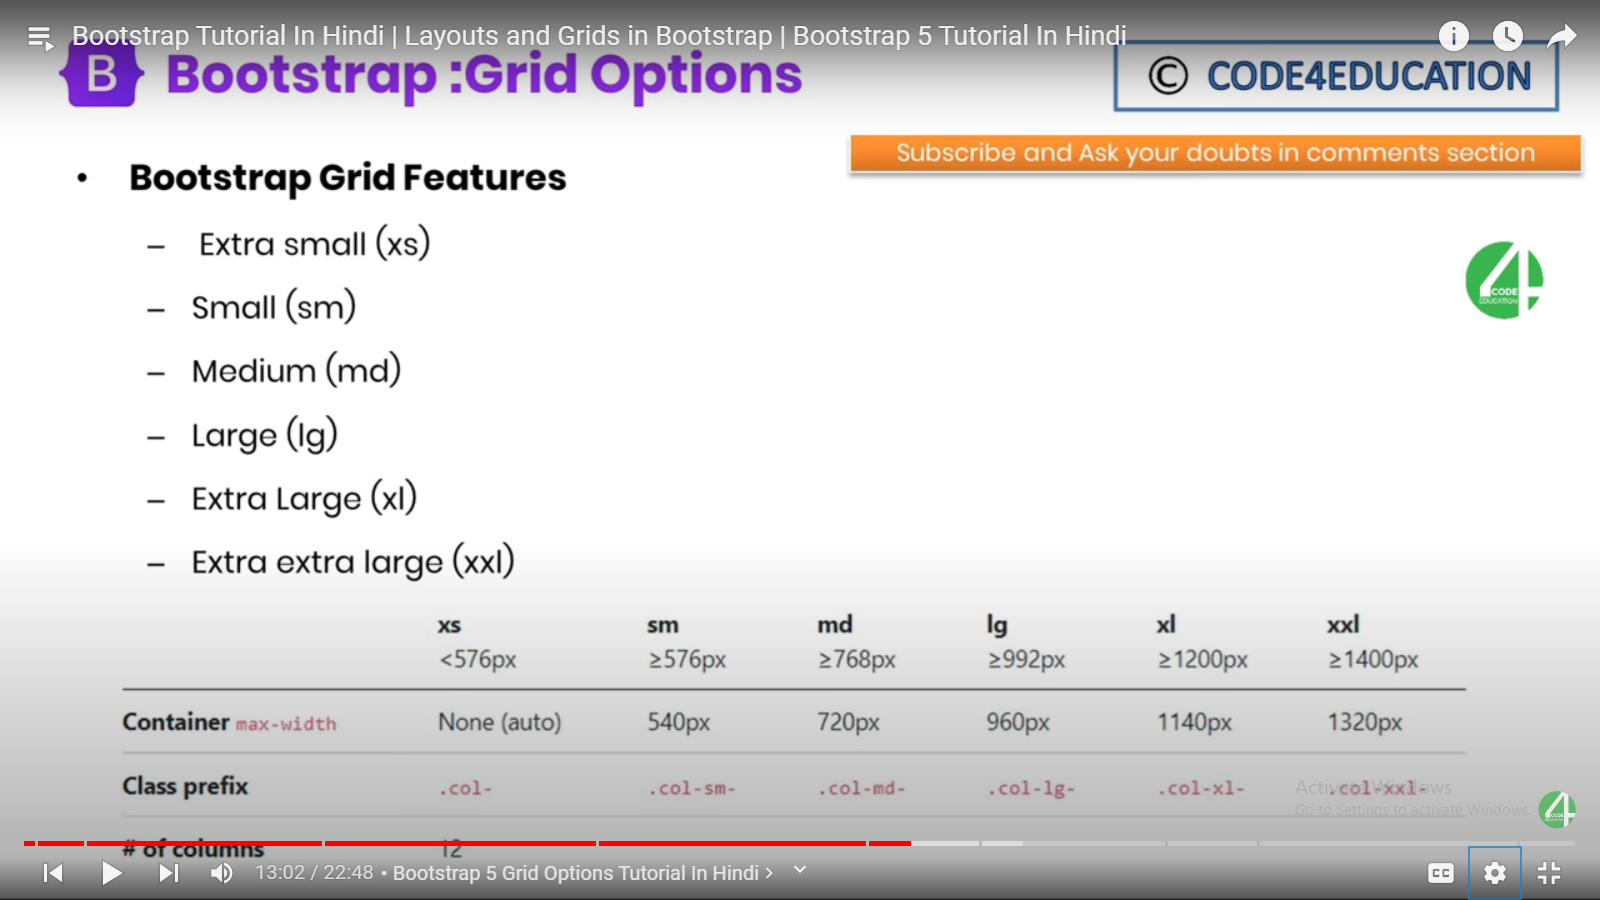 Bootstrap Tutorial In Hindi | Layouts and Grids in Bootstrap | Bootstrap 5 Tutorial In Hindi
B Bootstrap :Grid Options
© CODE4EDUCATION
Subscribe and Ask your doubts in comments section
• Bootstrap Grid Features
– Extra small (xs)
4 CODE EDUCATION
– Small (sm)
– Medium (md)
– Large (lg)
– Extra Large (xl)
– Extra extra large (xxl)
xs sm md lg xl xxl
<576px ≥576px ≥768px ≥992px ≥1200px ≥1400px
Container max-width None (auto) 540px 720px 960px 1140px 1320px
Class prefix .col- .col-sm- .col-md- .col-lg- .col-xl- .col-xxl-
Activate Windows
Go to Settings to activate Windows.
4
# of columns 12
13:02 / 22:48 • Bootstrap 5 Grid Options Tutorial In Hindi
CC